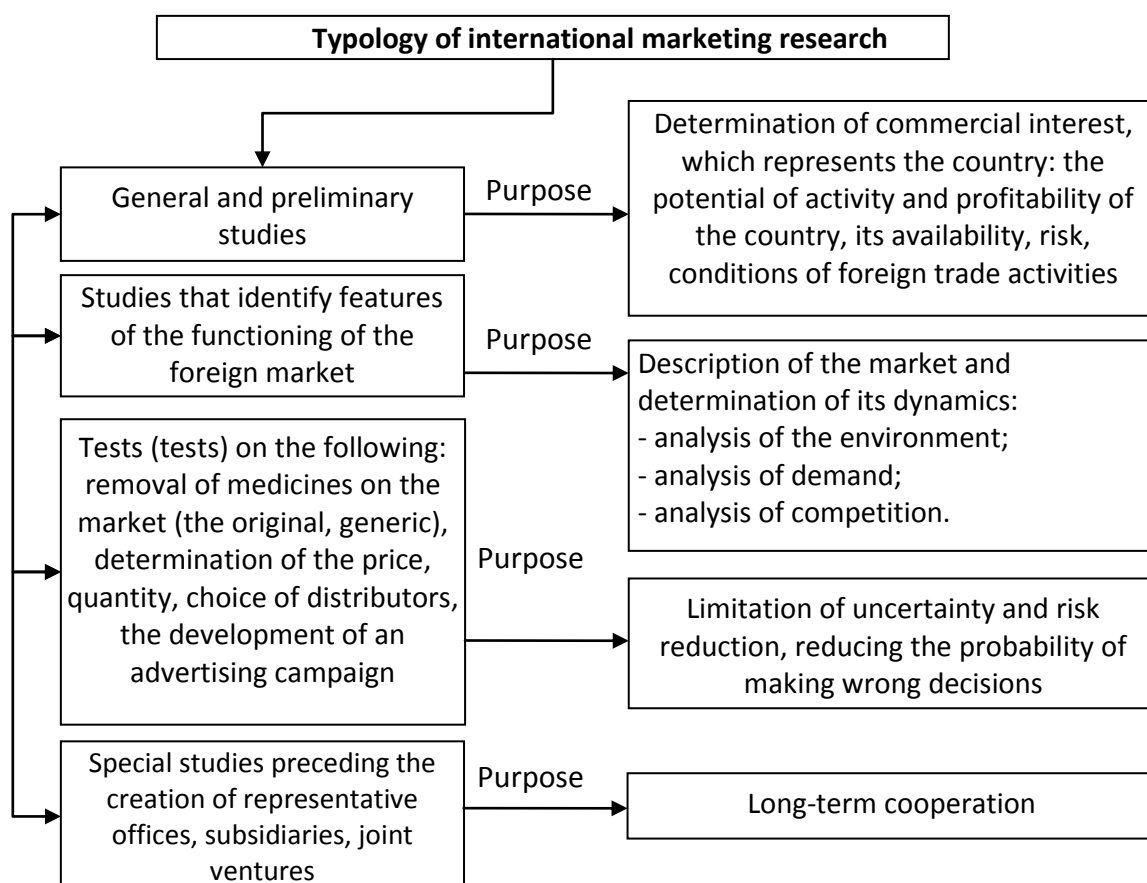 Typology of international marketing research
General and preliminary
studies
Purpose
Determination of commercial interest,
which represents the country: the
potential of activity and profitability of
the country, its availability, risk,
conditions of foreign trade activities
Studies that identify features
of the functioning of the
foreign market
Purpose
Description of the market and
determination of its dynamics:
- analysis of the environment;
- analysis of demand;
- analysis of competition.
Tests (tests) on the following:
removal of medicines on the
market (the original, generic),
determination of the price,
quantity, choice of distributors,
the development of an
advertising campaign
Purpose
Limitation of uncertainty and risk
reduction, reducing the probability of
making wrong decisions
Special studies preceding the
creation of representative
offices, subsidiaries, joint
ventures
Purpose
Long-term cooperation